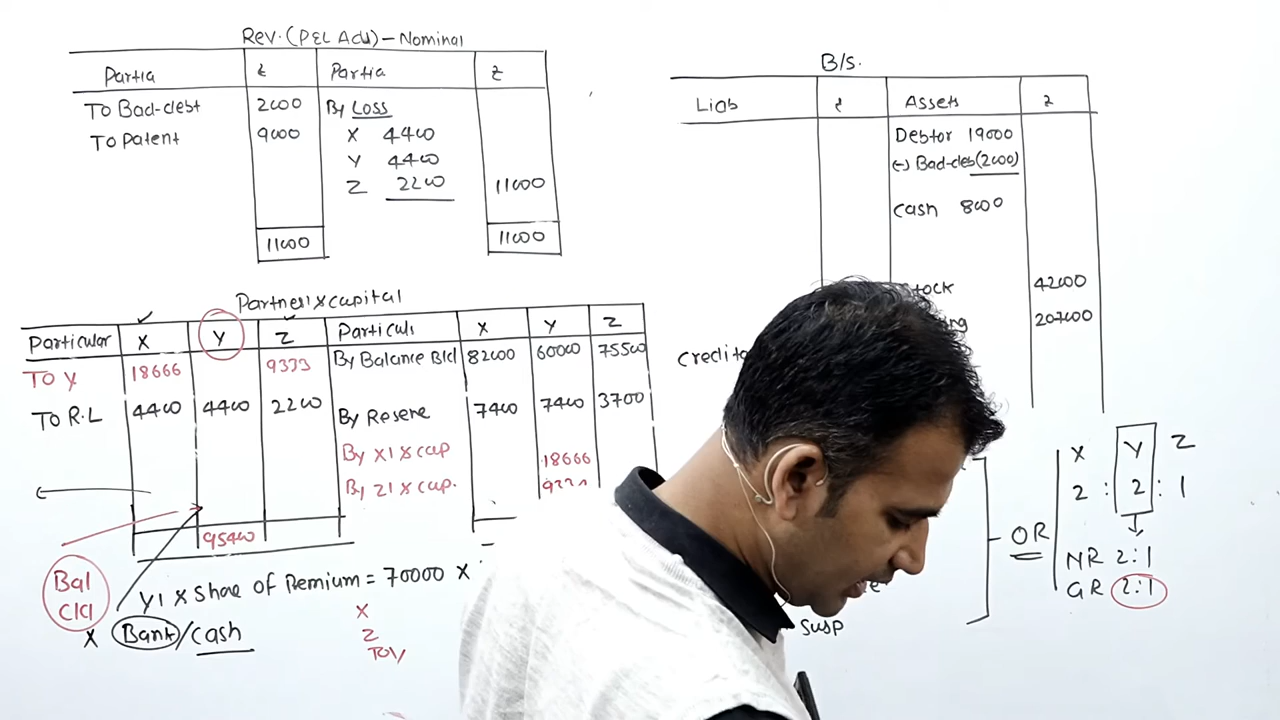 Rev. (P&L Adj) - Nominal
Partia ₹ Partia ₹
To Bad-debt 2000 By Loss
To Patent 9000 X 4400
Y 4400
Z 2200 11000
11000 11000
B/s.
Liab ₹ Assets ₹
Debtor 19000
(-) Bad-deb (2000)
Cash 8000
42000
207000
Partner's capital
Particular X Y Z Particuls X Y Z
To Y 18666 9333 By Balance B/d 82000 60000 75500
To R.L 4400 4400 2200 By Resere 7400 7400 3700
By X's cap 18666
By Z's cap.
95400
Bal
C/d
Y's share of Premium = 70000 ×
X Bank/cash
X
Z
To Y
susp
OR
X Y Z
2 : 2 : 1
NR 2:1
GR 2:1